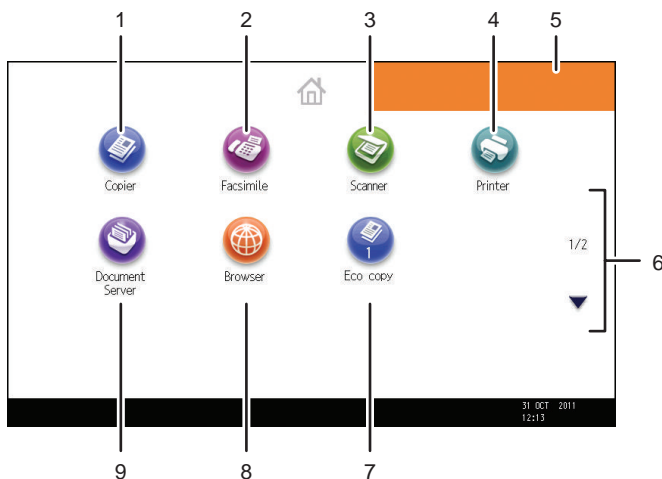 1 2 3 4 5
Copier Facsimile Scanner Printer
1
Document
Server
Browser Eco copy
1/2
6
31 OCT 2011
12:13
9 8 7